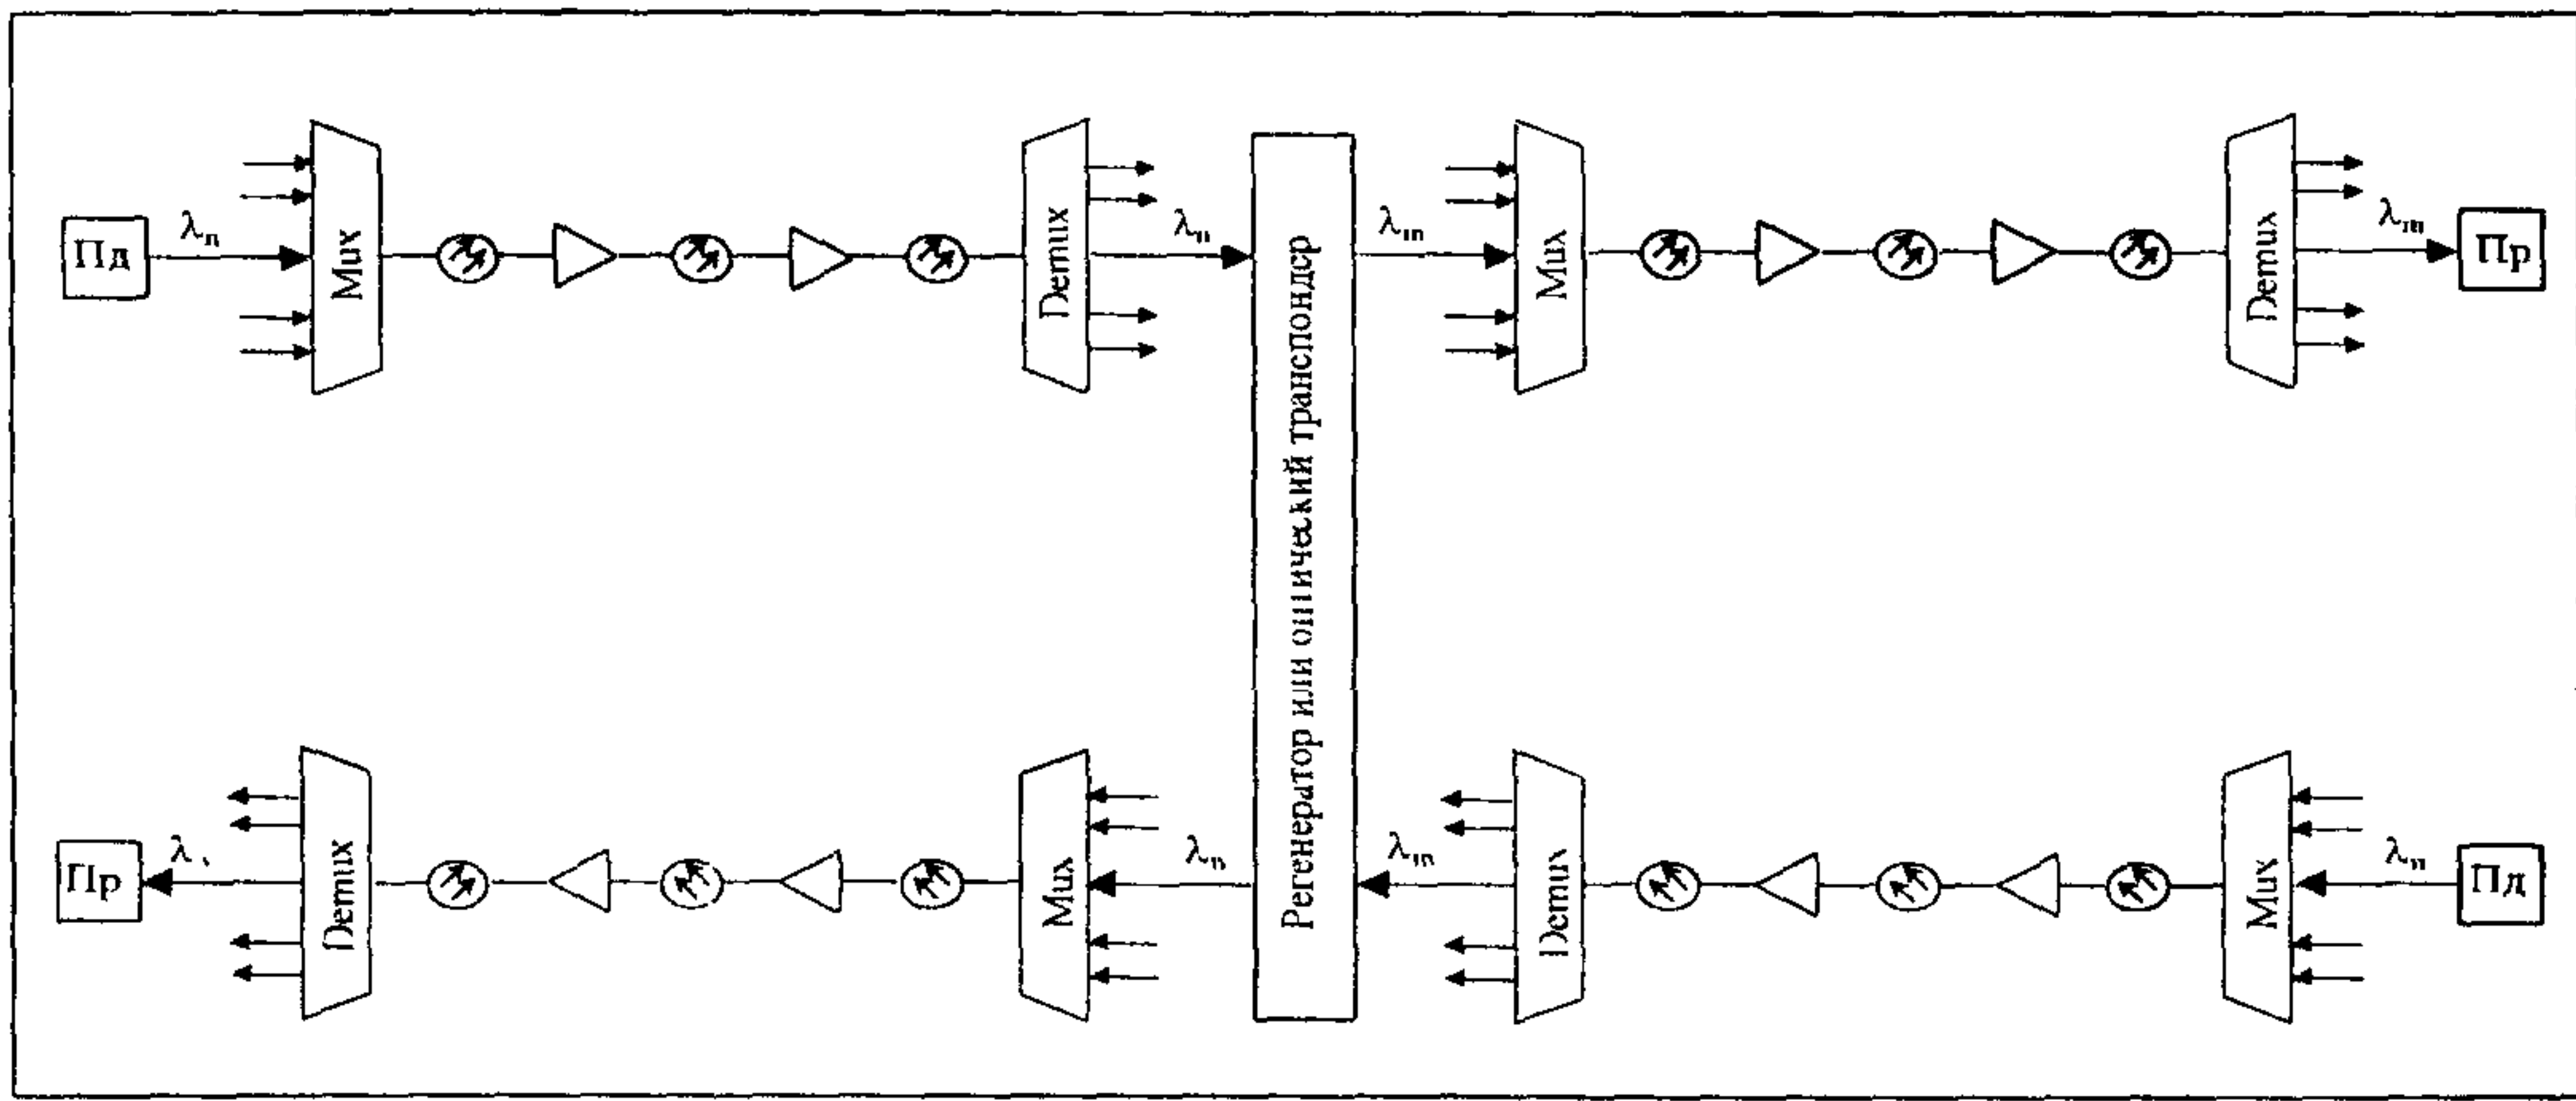 Пд
λn
Mux
Demux
λn
Регенератор или оптический транспондер
λm
Mux
Demux
λm
Пр
Пр
λ
Demux
Mux
λn
λm
Demux
Mux
λn
Пд